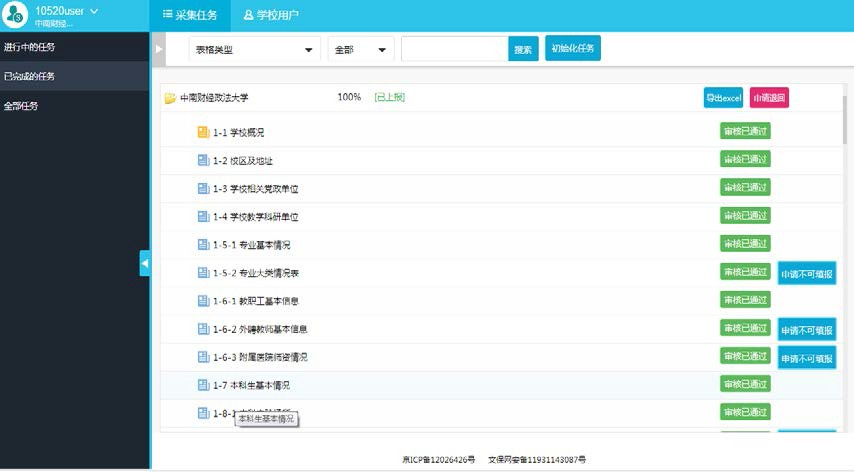 10520user
中南财经...
采集任务
学校用户
进行中的任务
已完成的任务
全部任务
表格类型
全部
搜索
初始化任务
中南财经政法大学 100% [已上报] 导出excel 申请退回
1-1 学校概况 审核已通过
1-2 校区及地址 审核已通过
1-3 学校相关党政单位 审核已通过
1-4 学校教学科研单位 审核已通过
1-5-1 专业基本情况 审核已通过
1-5-2 专业大类情况表 审核已通过 申请不可填报
1-6-1 教职工基本信息 审核已通过
1-6-2 外聘教师基本信息 审核已通过 申请不可填报
1-6-3 附属医院师资情况 审核已通过 申请不可填报
1-7 本科生基本情况 审核已通过
1-8-1 审核已通过
本科生基本情况
京ICP备12026426号 文保网安备11931143087号